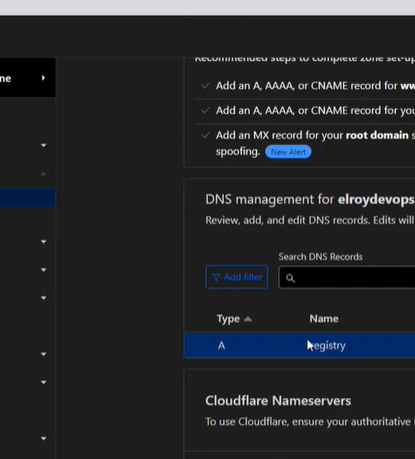 ne
Recommended steps to complete zone set-up
Add an A, AAAA, or CNAME record for ww
Add an A, AAAA, or CNAME record for you
Add an MX record for your root domain s
spoofing. New Alert
DNS management for elroydevops
Review, add, and edit DNS records. Edits will
Search DNS Records
Add filter
Type Name
A registry
Cloudflare Nameservers
To use Cloudflare, ensure your authoritative